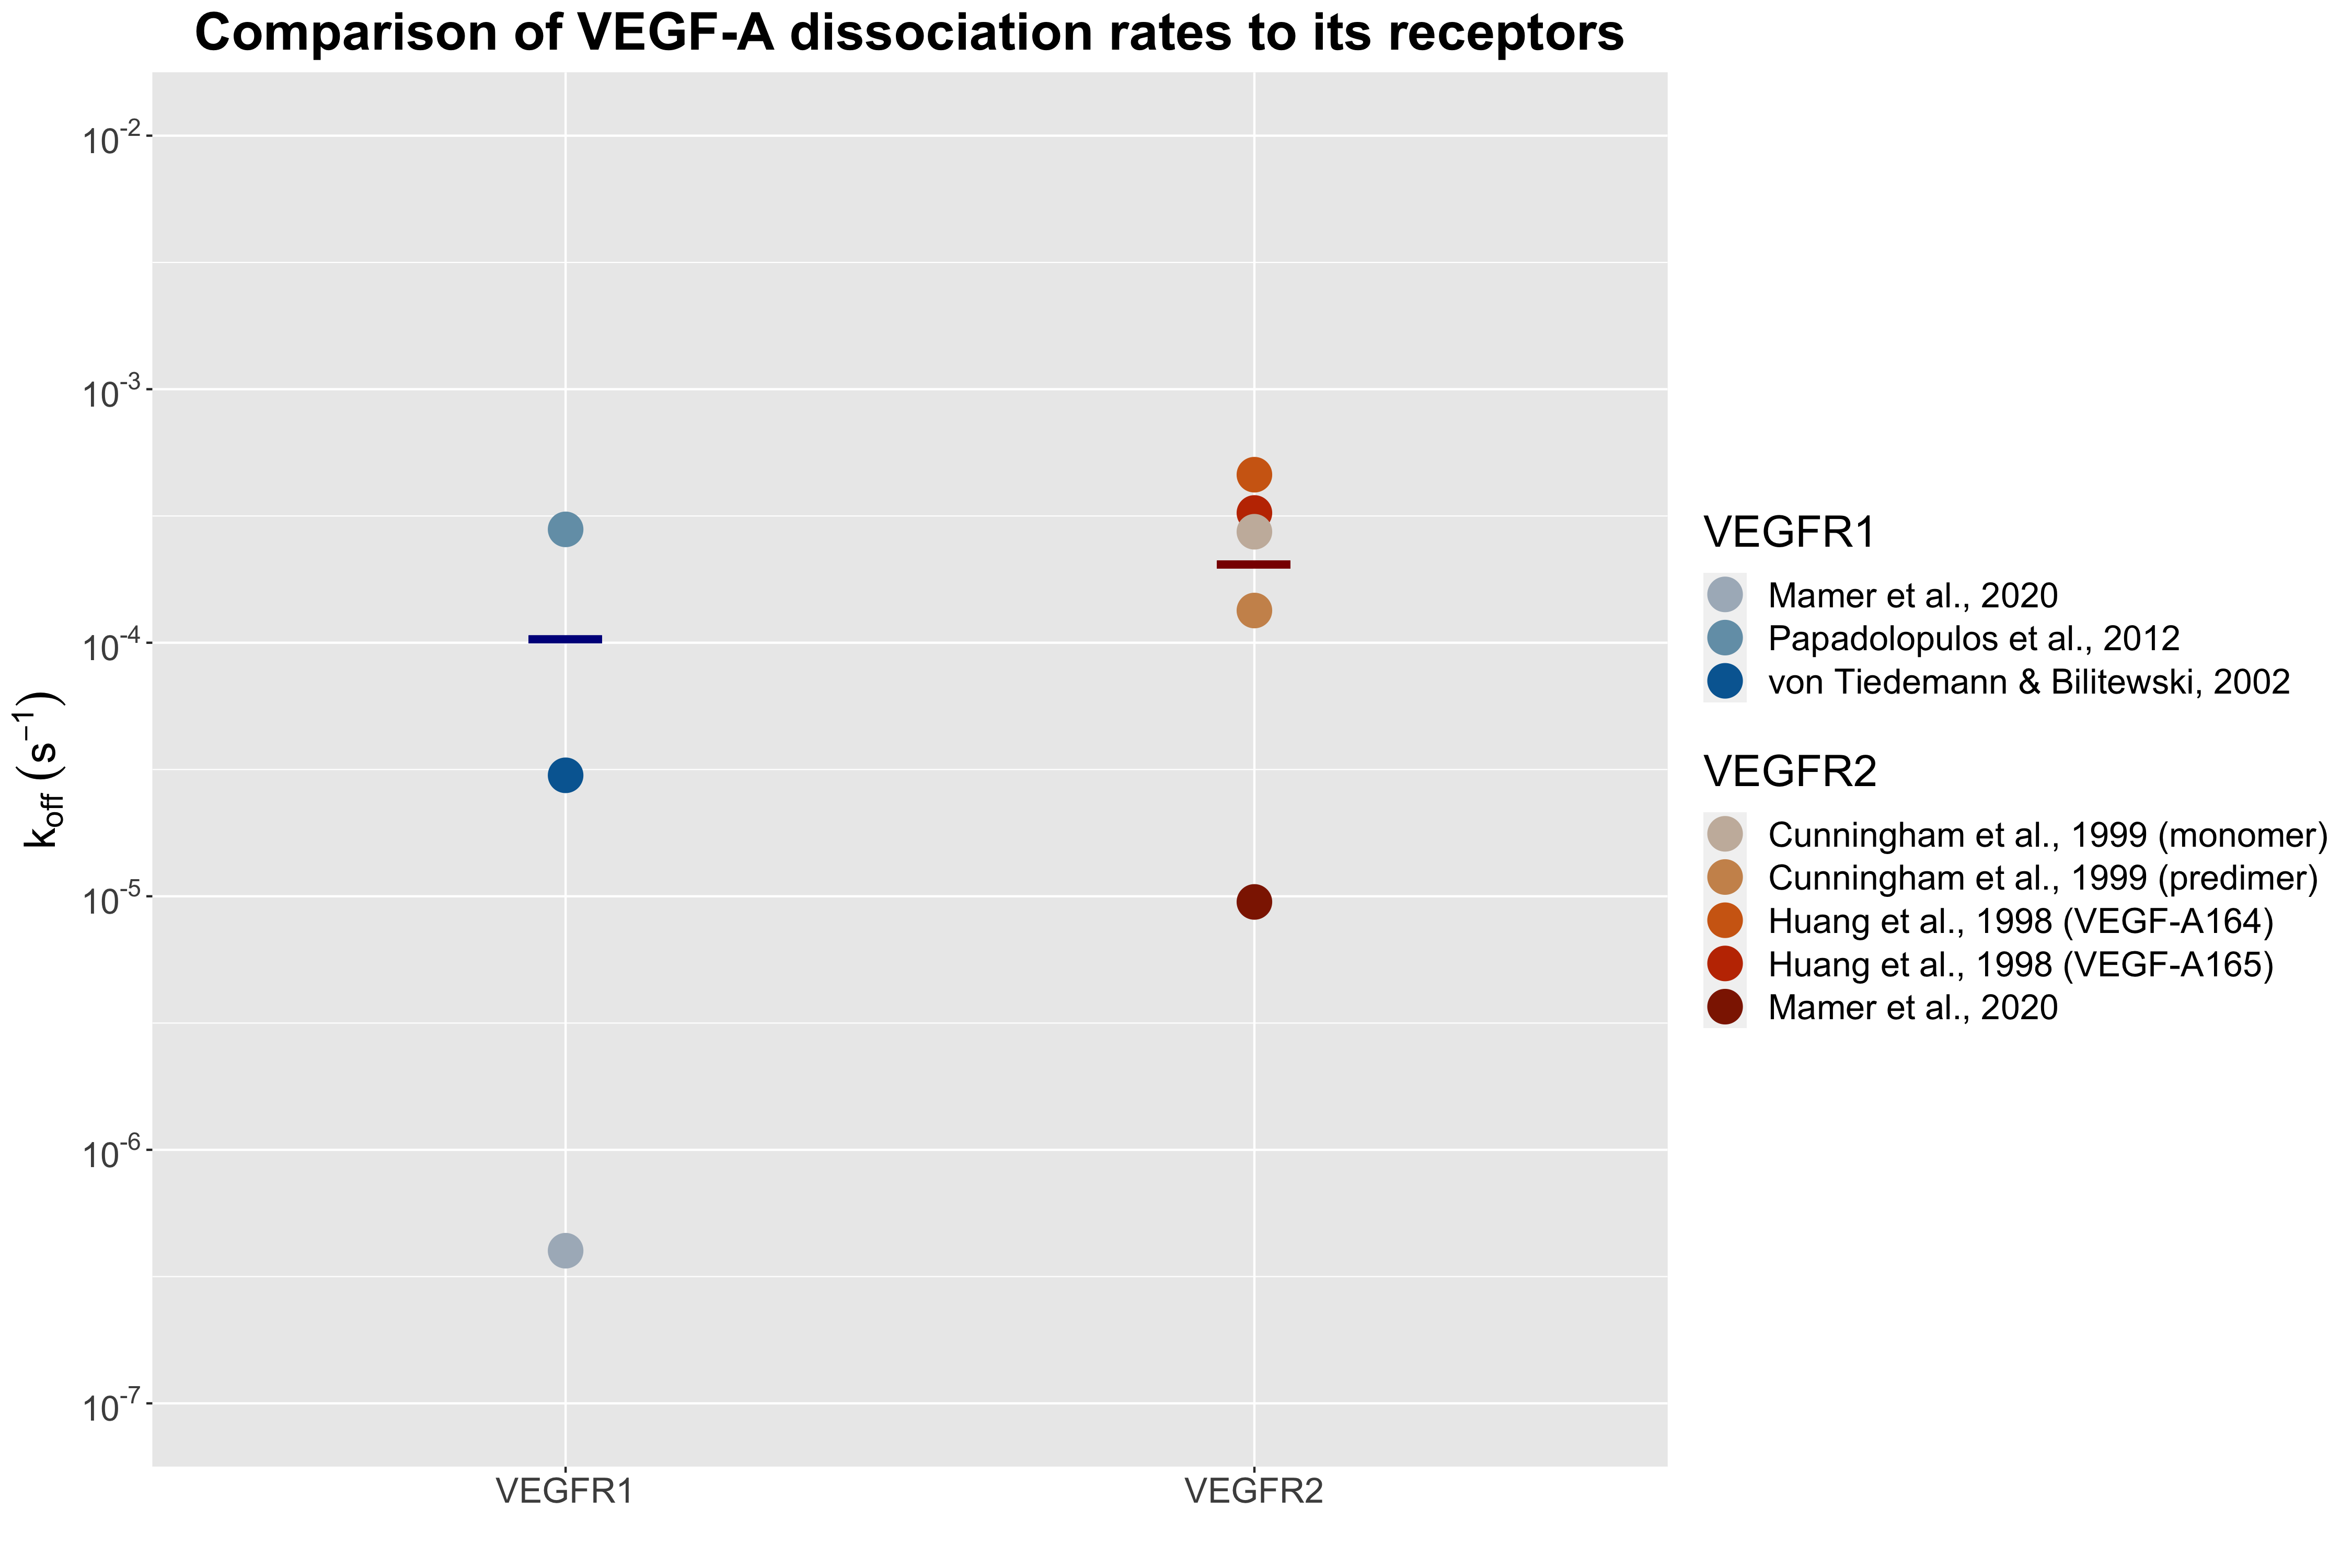 Comparison of VEGF-A dissociation rates to its receptors
k_off (s^−1)
10^-2
10^-3
10^-4
10^-5
10^-6
10^-7
VEGFR1
VEGFR2
VEGFR1
Mamer et al., 2020
Papadolopulos et al., 2012
von Tiedemann & Bilitewski, 2002
VEGFR2
Cunningham et al., 1999 (monomer)
Cunningham et al., 1999 (predimer)
Huang et al., 1998 (VEGF-A164)
Huang et al., 1998 (VEGF-A165)
Mamer et al., 2020